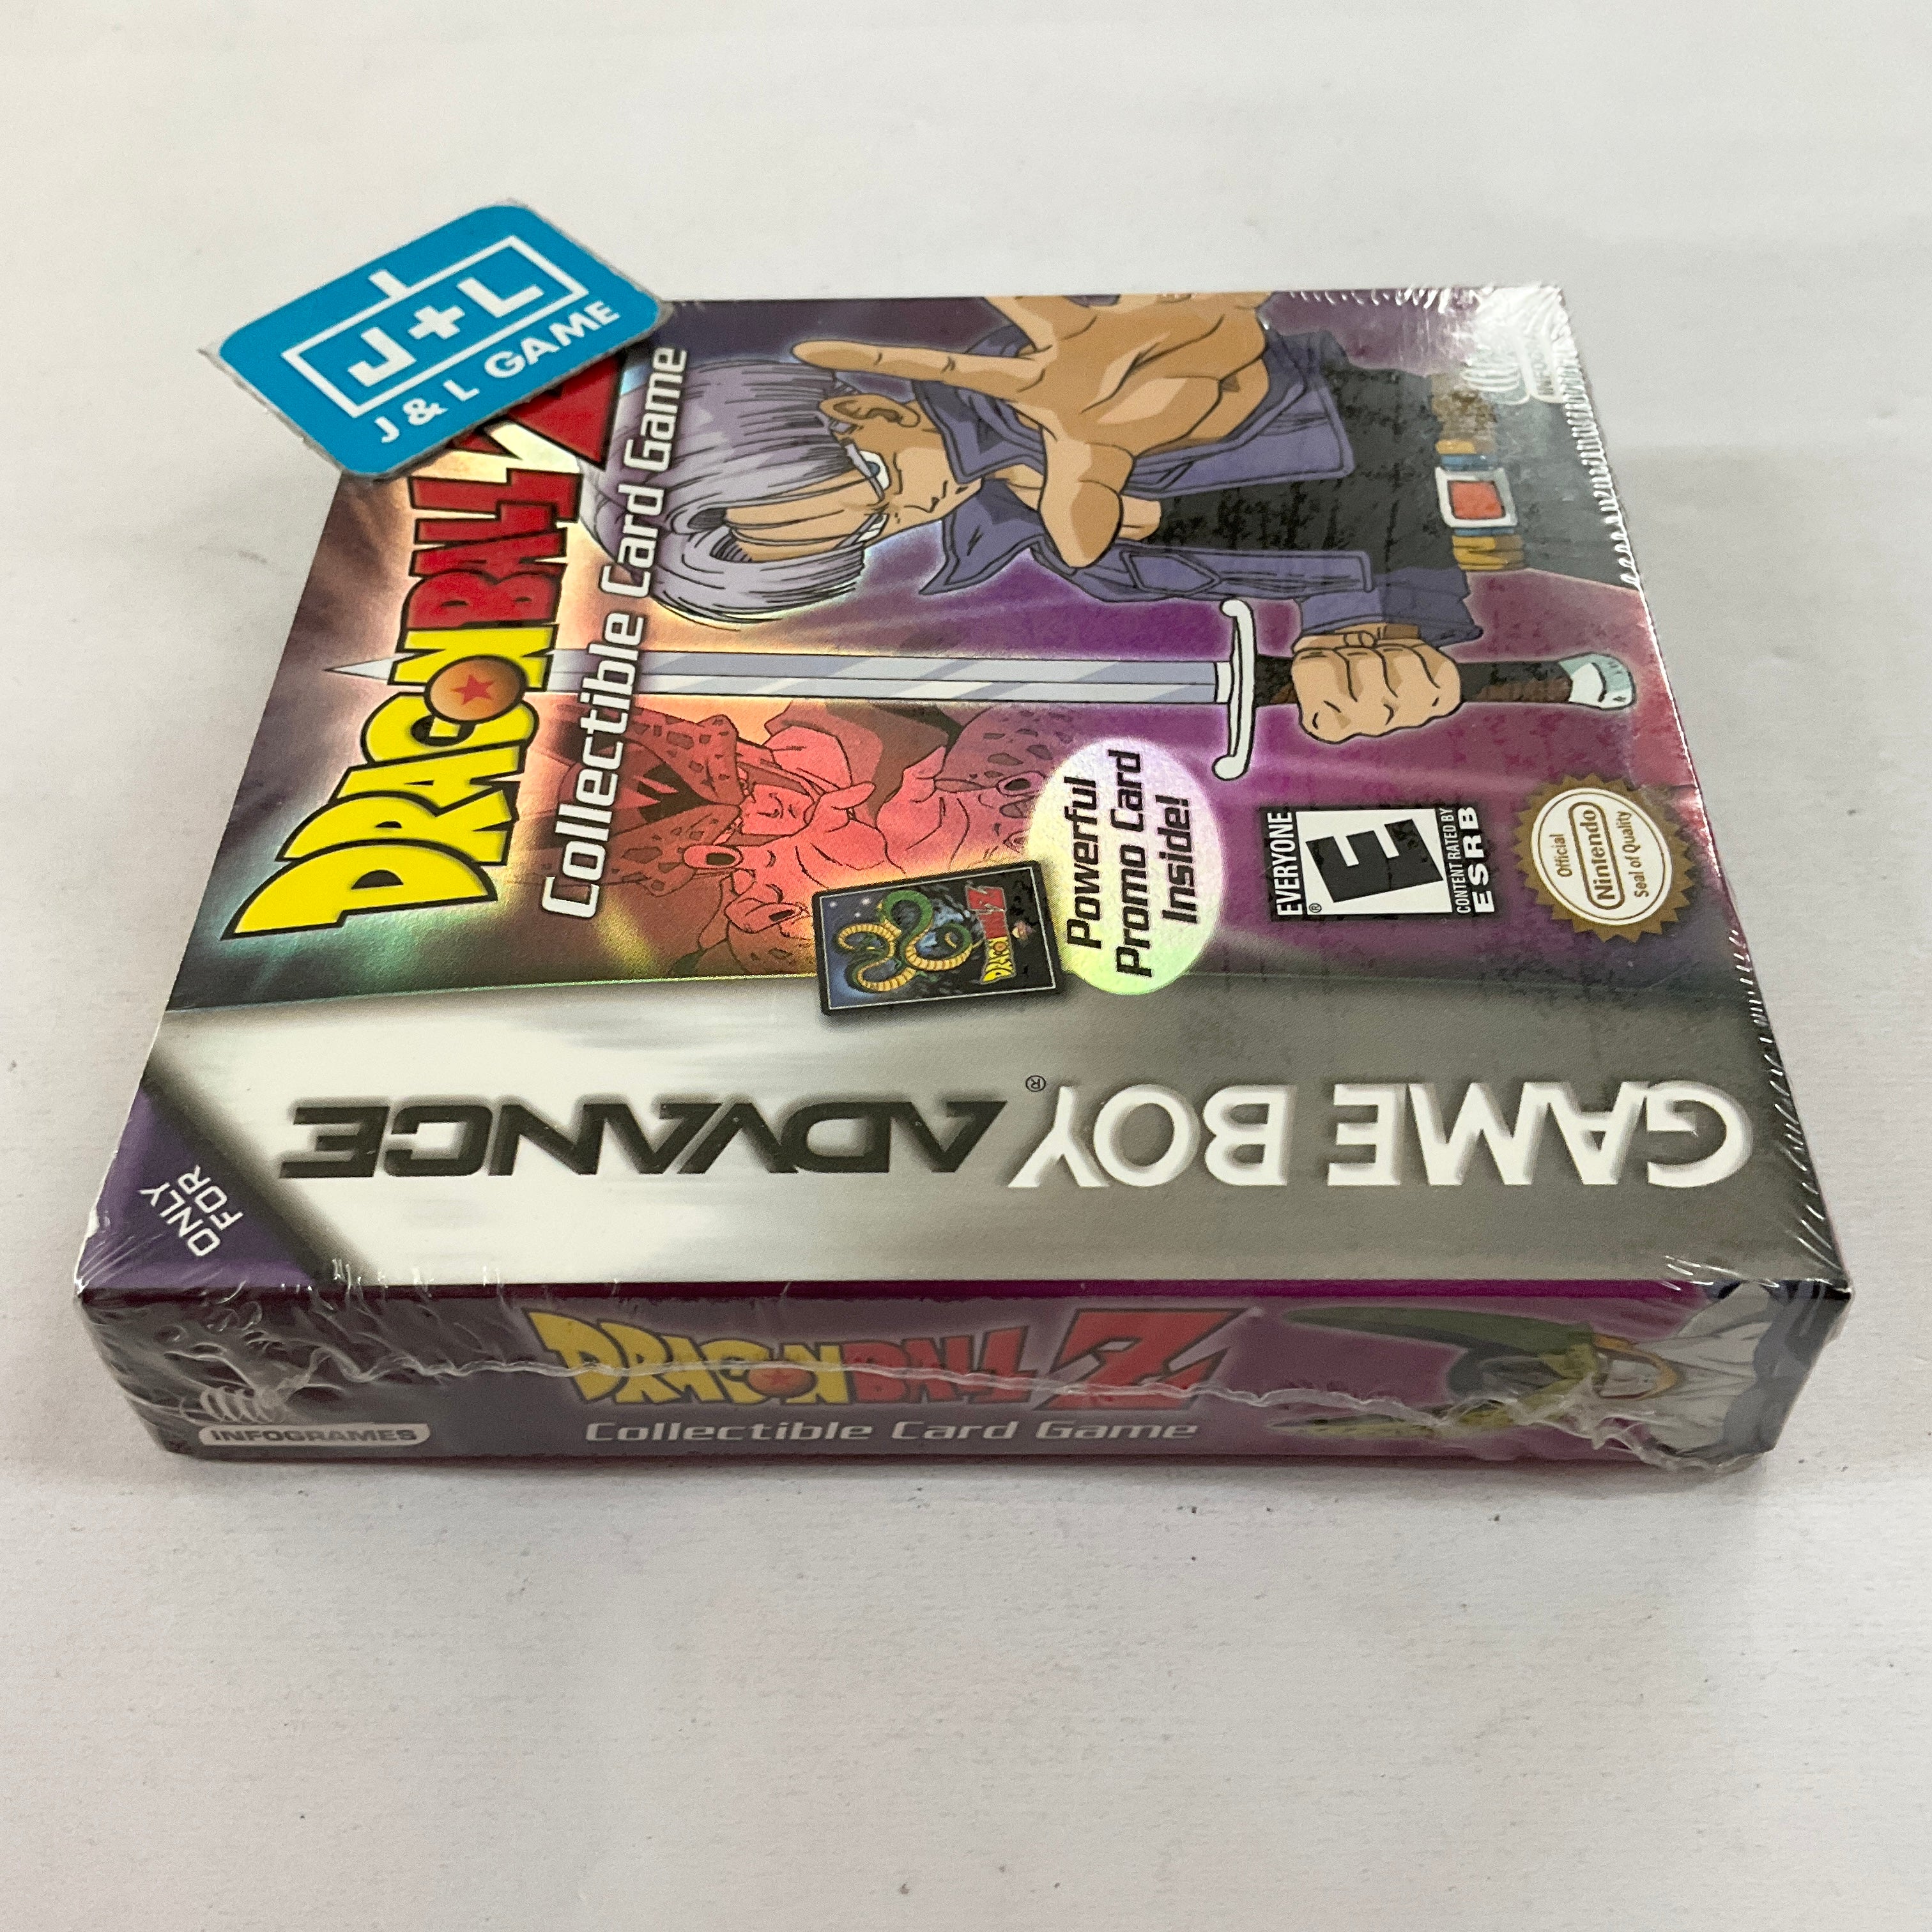 J+L
J & L GAME
DRAGONBALL Z
Collectible Card Game
Powerful
Promo Card
Inside!
DRAGONBALL Z
EVERYONE
E
®
CONTENT RATED BY
ESRB
Official
Nintendo
Seal of Quality
ONLY
FOR
GAME BOY ADVANCE
®
INFOGRAMES
DRAGONBALL Z
Collectible Card Game